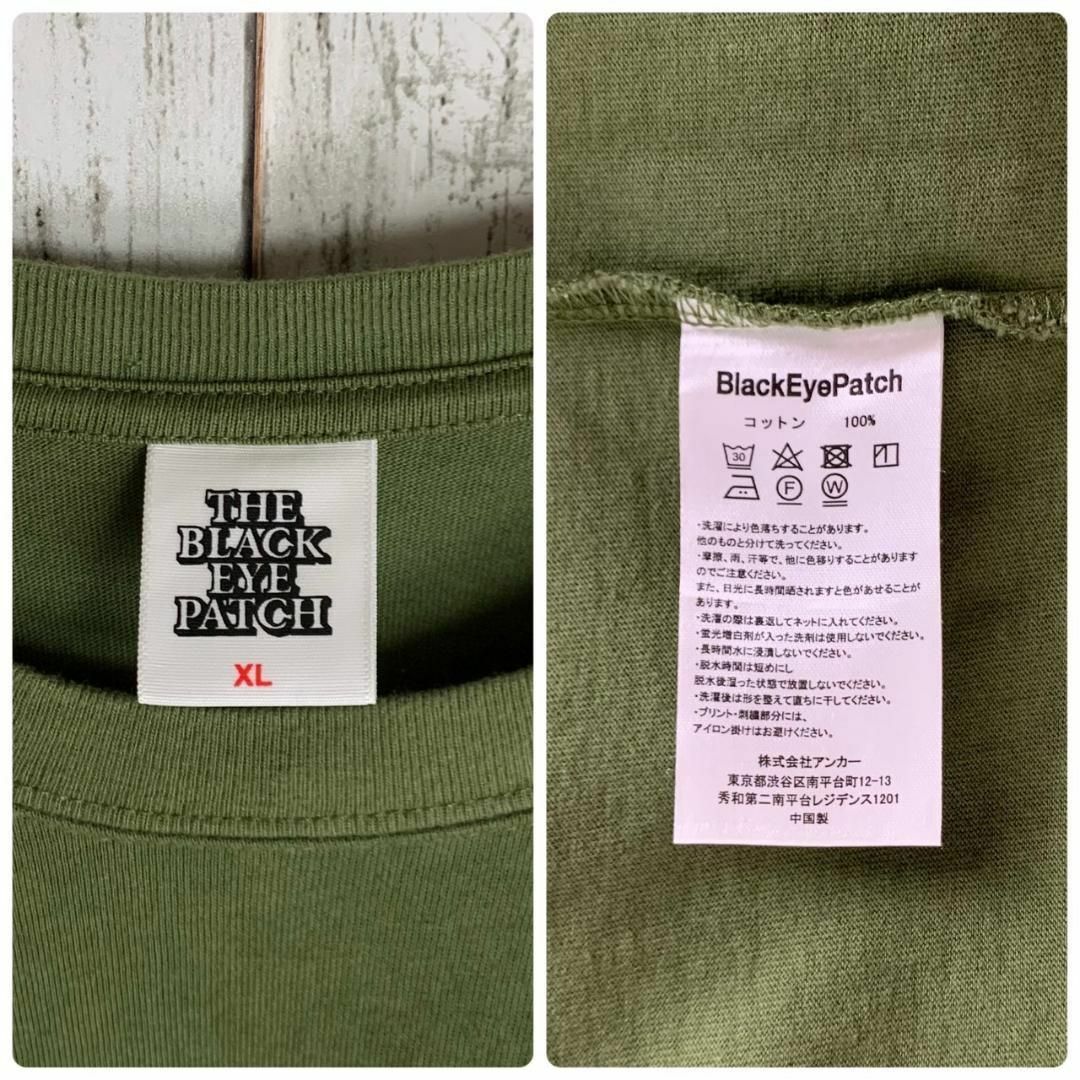 THE
BLACK
EYE
PATCH
XL
BlackEyePatch
コットン 100%
30
F W
・洗濯により色落ちすることがあります。
他のものと分けて洗ってください。
・摩擦、雨、汗等で、他に色移りすることがあります
のでご注意ください。
また、日光に長時間晒されますと色があせることが
あります。
・洗濯の際は裏返してネットに入れてください。
・蛍光増白剤が入った洗剤は使用しないでください。
・長時間水に浸漬しないでください。
・脱水時間は短めにし
脱水後湿った状態で放置しないでください。
・洗濯後は形を整えて直ちに干してください。
・プリント・刺繍部分には、
アイロン掛けはお避けください。
株式会社アンカー
東京都渋谷区南平台町12-13
秀和第二南平台レジデンス1201
中国製